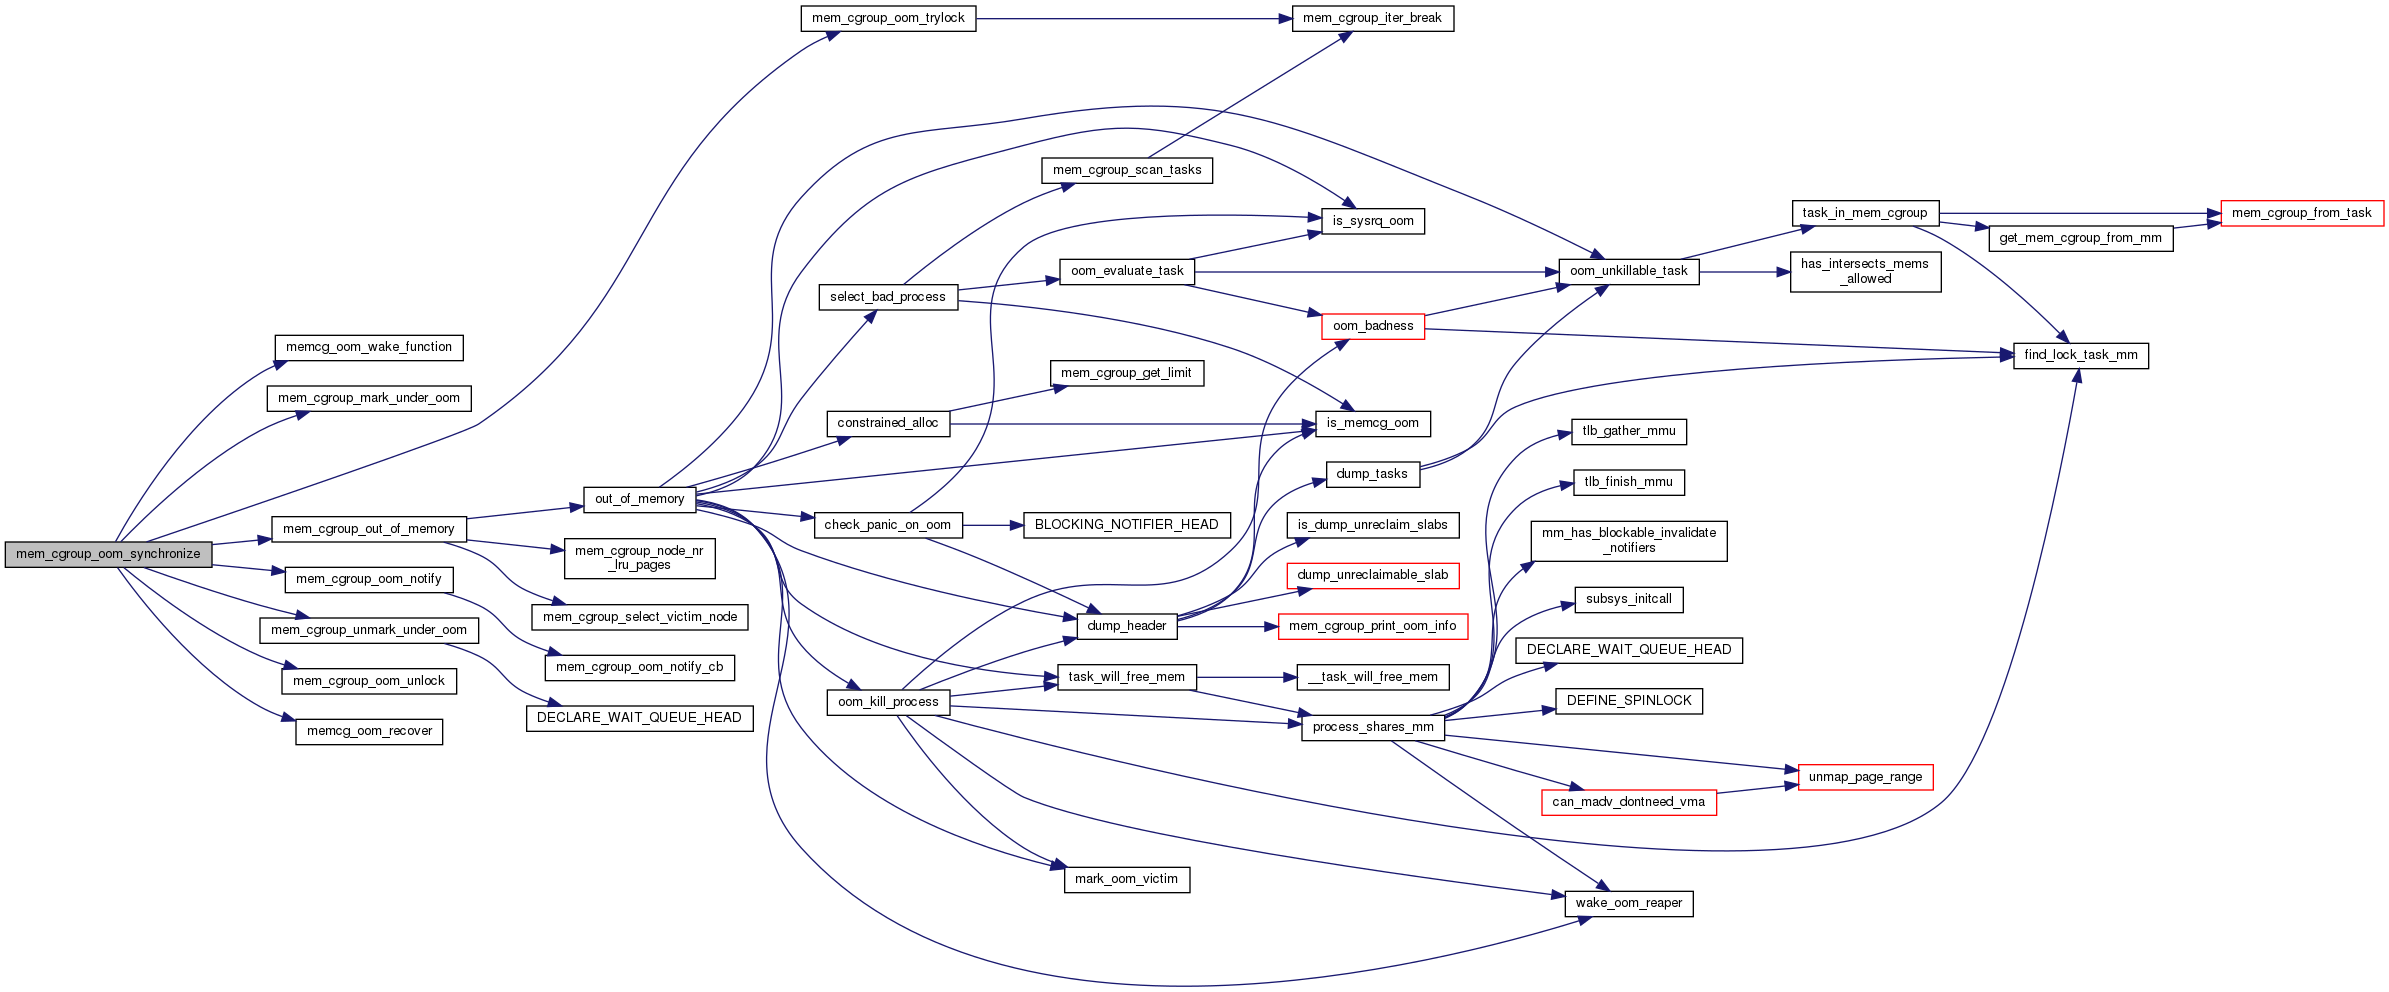 mem_cgroup_oom_synchronize
memcg_oom_wake_function
mem_cgroup_mark_under_oom
mem_cgroup_out_of_memory
mem_cgroup_oom_notify
mem_cgroup_unmark_under_oom
mem_cgroup_oom_unlock
memcg_oom_recover
out_of_memory
mem_cgroup_node_nr
_lru_pages
mem_cgroup_select_victim_node
mem_cgroup_oom_notify_cb
DECLARE_WAIT_QUEUE_HEAD
mem_cgroup_oom_trylock
select_bad_process
constrained_alloc
check_panic_on_oom
oom_kill_process
mem_cgroup_scan_tasks
oom_evaluate_task
mem_cgroup_get_limit
BLOCKING_NOTIFIER_HEAD
dump_header
task_will_free_mem
mark_oom_victim
mem_cgroup_iter_break
is_sysrq_oom
oom_badness
is_memcg_oom
dump_tasks
is_dump_unreclaim_slabs
dump_unreclaimable_slab
mem_cgroup_print_oom_info
__task_will_free_mem
process_shares_mm
oom_unkillable_task
tlb_gather_mmu
tlb_finish_mmu
mm_has_blockable_invalidate
_notifiers
subsys_initcall
DECLARE_WAIT_QUEUE_HEAD
DEFINE_SPINLOCK
can_madv_dontneed_vma
wake_oom_reaper
task_in_mem_cgroup
has_intersects_mems
_allowed
unmap_page_range
get_mem_cgroup_from_mm
find_lock_task_mm
mem_cgroup_from_task